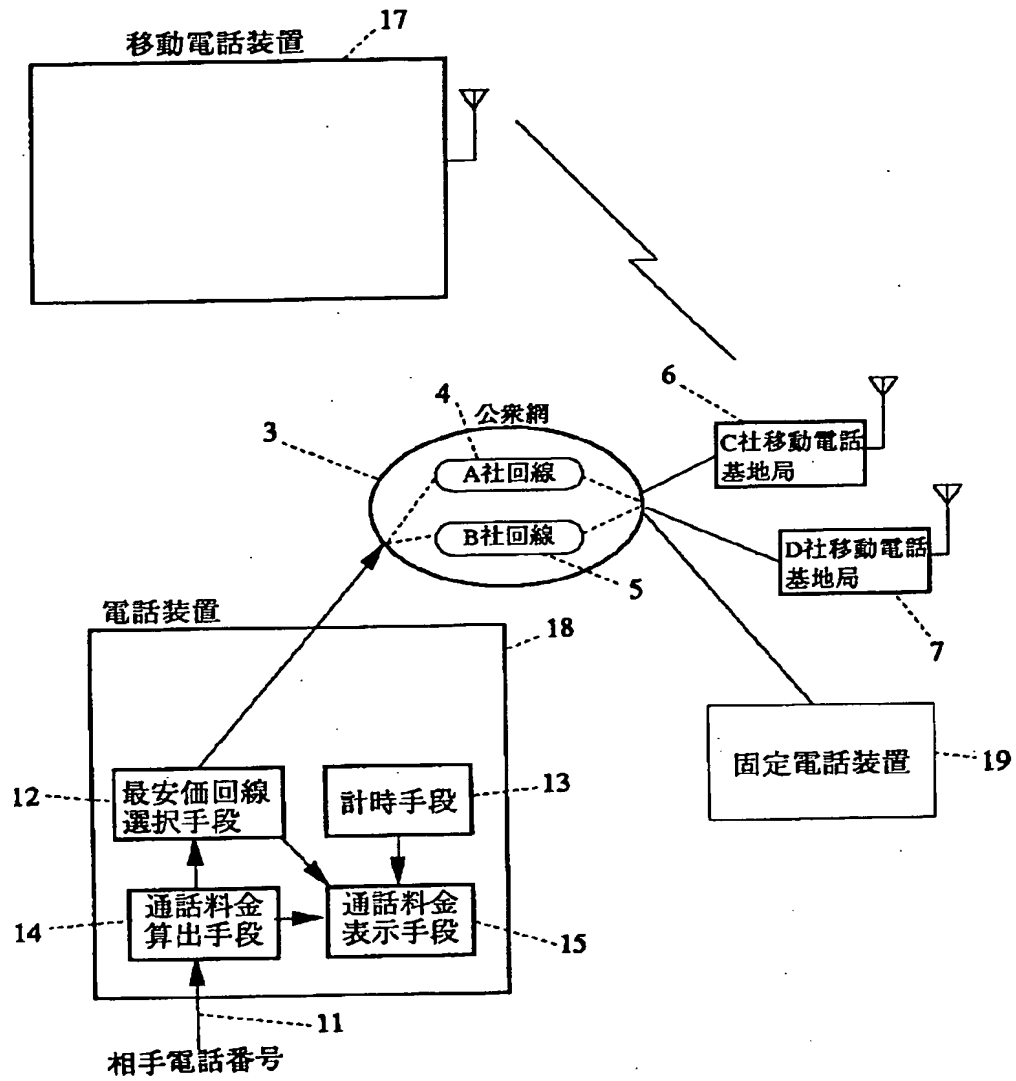 17
移動電話装置
6
4
公衆網
3
C社移動電話
基地局
A社回線
B社回線
D社移動電話
基地局
5
7
電話装置
18
固定電話装置
19
12
最安価回線
選択手段
計時手段
13
14
通話料金
算出手段
通話料金
表示手段
15
11
相手電話番号